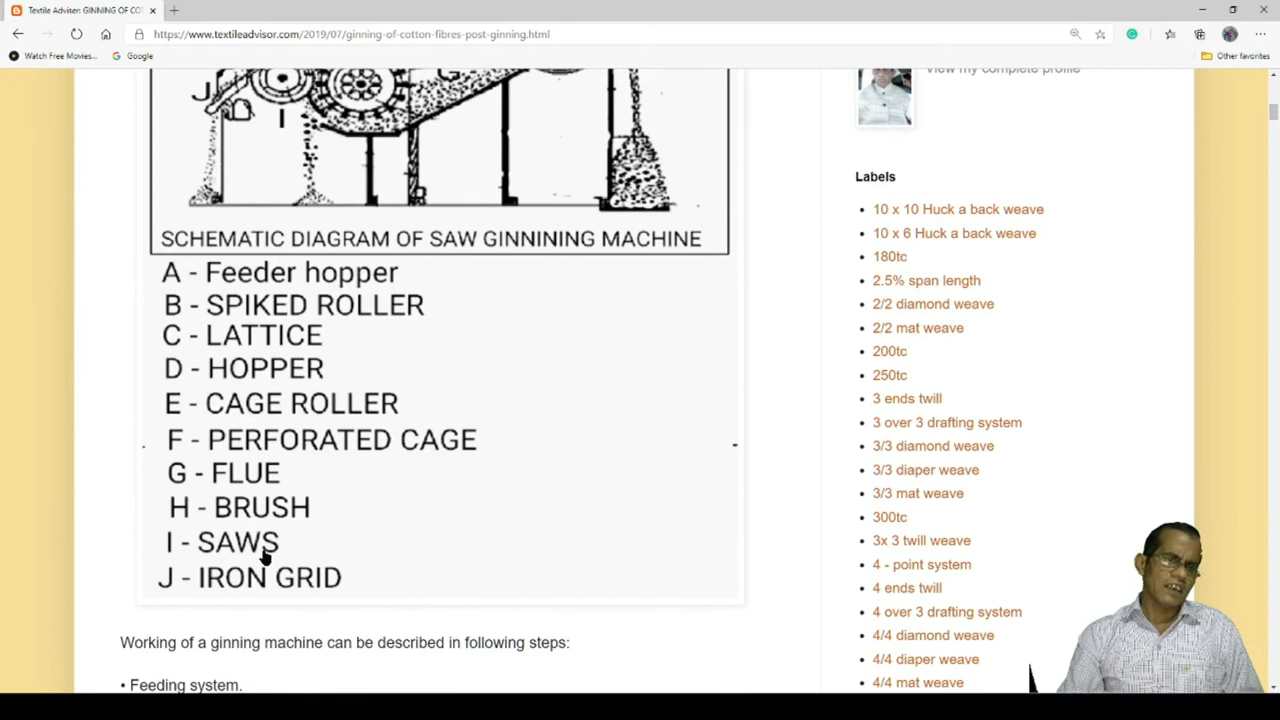 Textile Adviser: GINNING OF COT
https://www.textileadvisor.com/2019/07/ginning-of-cotton-fibres-post-ginning.html
Watch Free Movies...
Google
Other favorites
J
I
G
SCHEMATIC DIAGRAM OF SAW GINNINING MACHINE
A - Feeder hopper
B - SPIKED ROLLER
C - LATTICE
D - HOPPER
E - CAGE ROLLER
F - PERFORATED CAGE
G - FLUE
H - BRUSH
I - SAWS
J - IRON GRID
Working of a ginning machine can be described in following steps:
• Feeding system.
View my complete profile
Labels
10 x 10 Huck a back weave
10 x 6 Huck a back weave
180tc
2.5% span length
2/2 diamond weave
2/2 mat weave
200tc
250tc
3 ends twill
3 over 3 drafting system
3/3 diamond weave
3/3 diaper weave
3/3 mat weave
300tc
3x 3 twill weave
4 - point system
4 ends twill
4 over 3 drafting system
4/4 diamond weave
4/4 diaper weave
4/4 mat weave